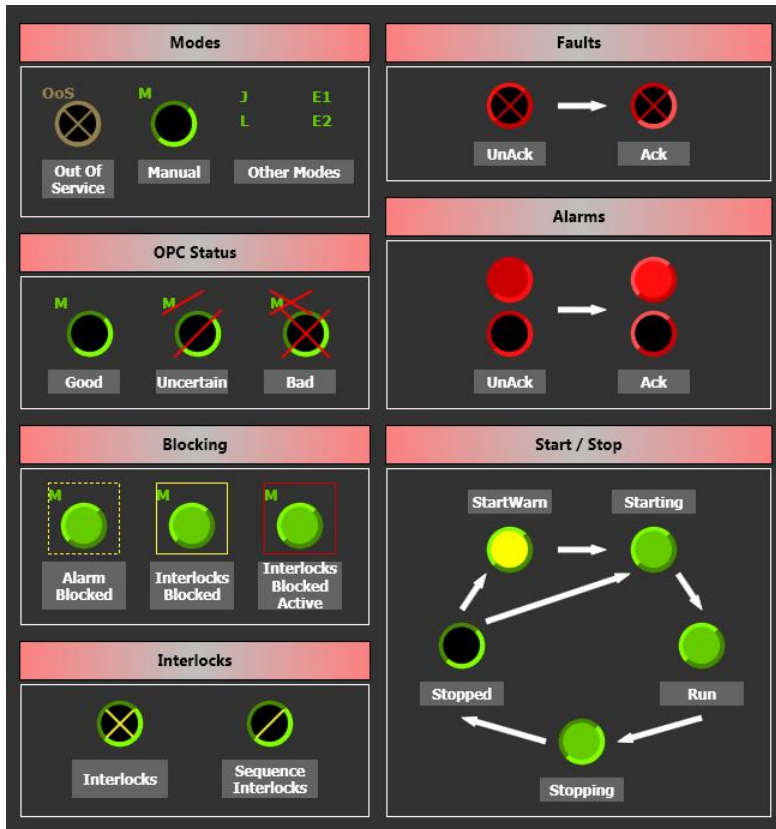 Modes
OoS
M
J
E1
L
E2
Out Of
Service
Manual
Other Modes
OPC Status
M
M
M
Good
Uncertain
Bad
Blocking
M
M
M
Alarm
Blocked
Interlocks
Blocked
Interlocks
Blocked
Active
Interlocks
Interlocks
Sequence
Interlocks
Faults
UnAck
Ack
Alarms
UnAck
Ack
Start / Stop
StartWarn
Starting
Stopped
Run
Stopping